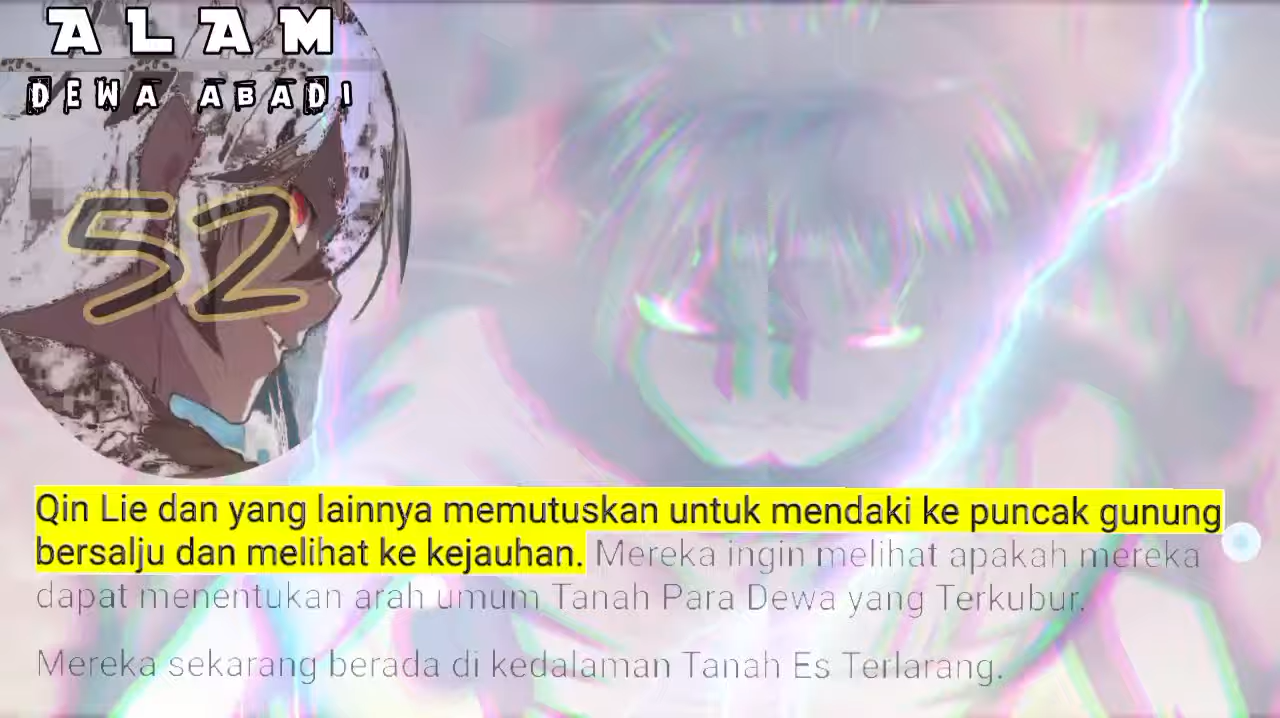 ALAM
DEWA ABADI
52
Qin Lie dan yang lainnya memutuskan untuk mendaki ke puncak gunung
bersalju dan melihat ke kejauhan. Mereka ingin melihat apakah mereka
dapat menentukan arah umum Tanah Para Dewa yang Terkubur.
Mereka sekarang berada di kedalaman Tanah Es Terlarang.